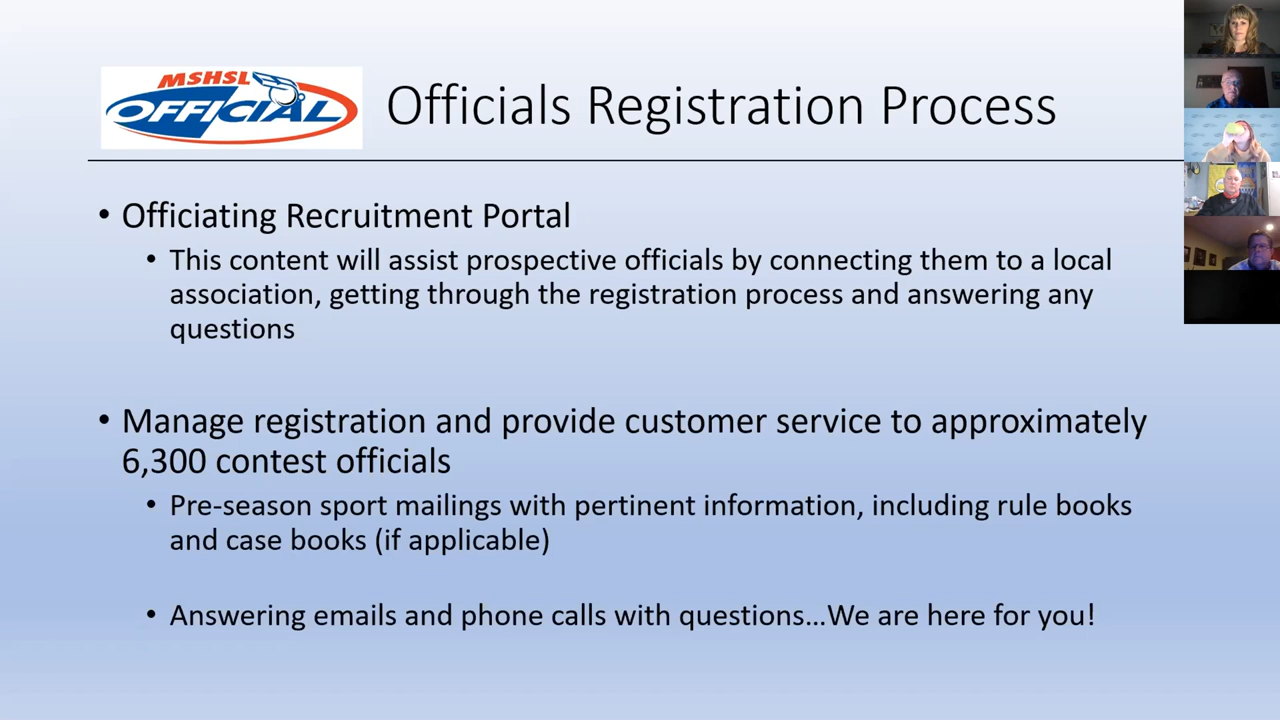 MSHSL
OFFICIAL
Officials Registration Process
• Officiating Recruitment Portal
• This content will assist prospective officials by connecting them to a local
association, getting through the registration process and answering any
questions
• Manage registration and provide customer service to approximately
6,300 contest officials
• Pre-season sport mailings with pertinent information, including rule books
and case books (if applicable)
• Answering emails and phone calls with questions…We are here for you!